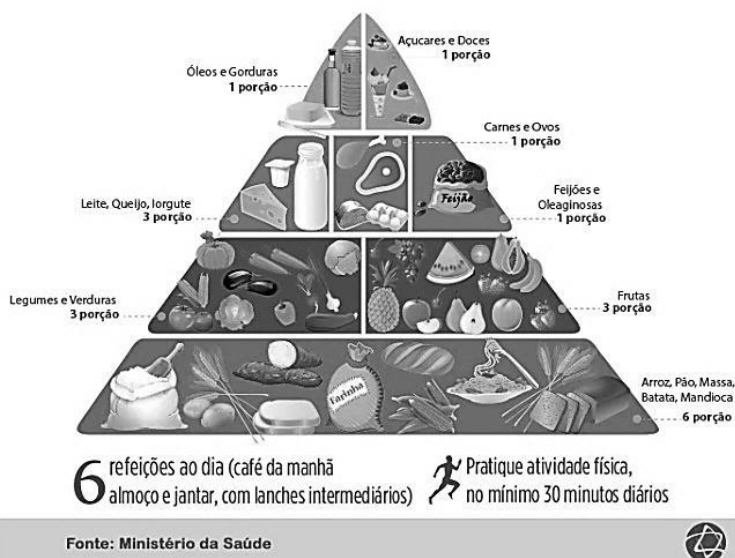 Açucares e Doces
1 porção
Óleos e Gorduras
1 porção
Carnes e Ovos
1 porção
Leite, Queijo, Iorgute
3 porção
Feijão
Feijões e
Oleaginosas
1 porção
Legumes e Verduras
3 porção
Frutas
3 porção
Farinha
Arroz, Pão, Massa,
Batata, Mandioca
6 porção
6 refeições ao dia (café da manhã
almoço e jantar, com lanches intermediários)
Pratique atividade física,
no mínimo 30 minutos diários
Fonte: Ministério da Saúde